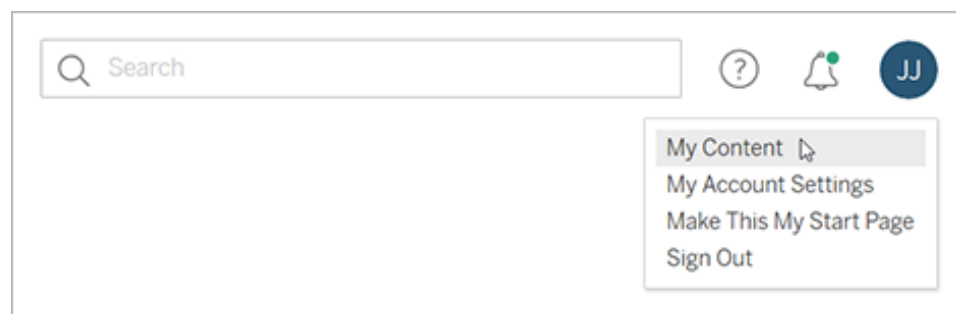 Search
?
JJ
My Content
My Account Settings
Make This My Start Page
Sign Out